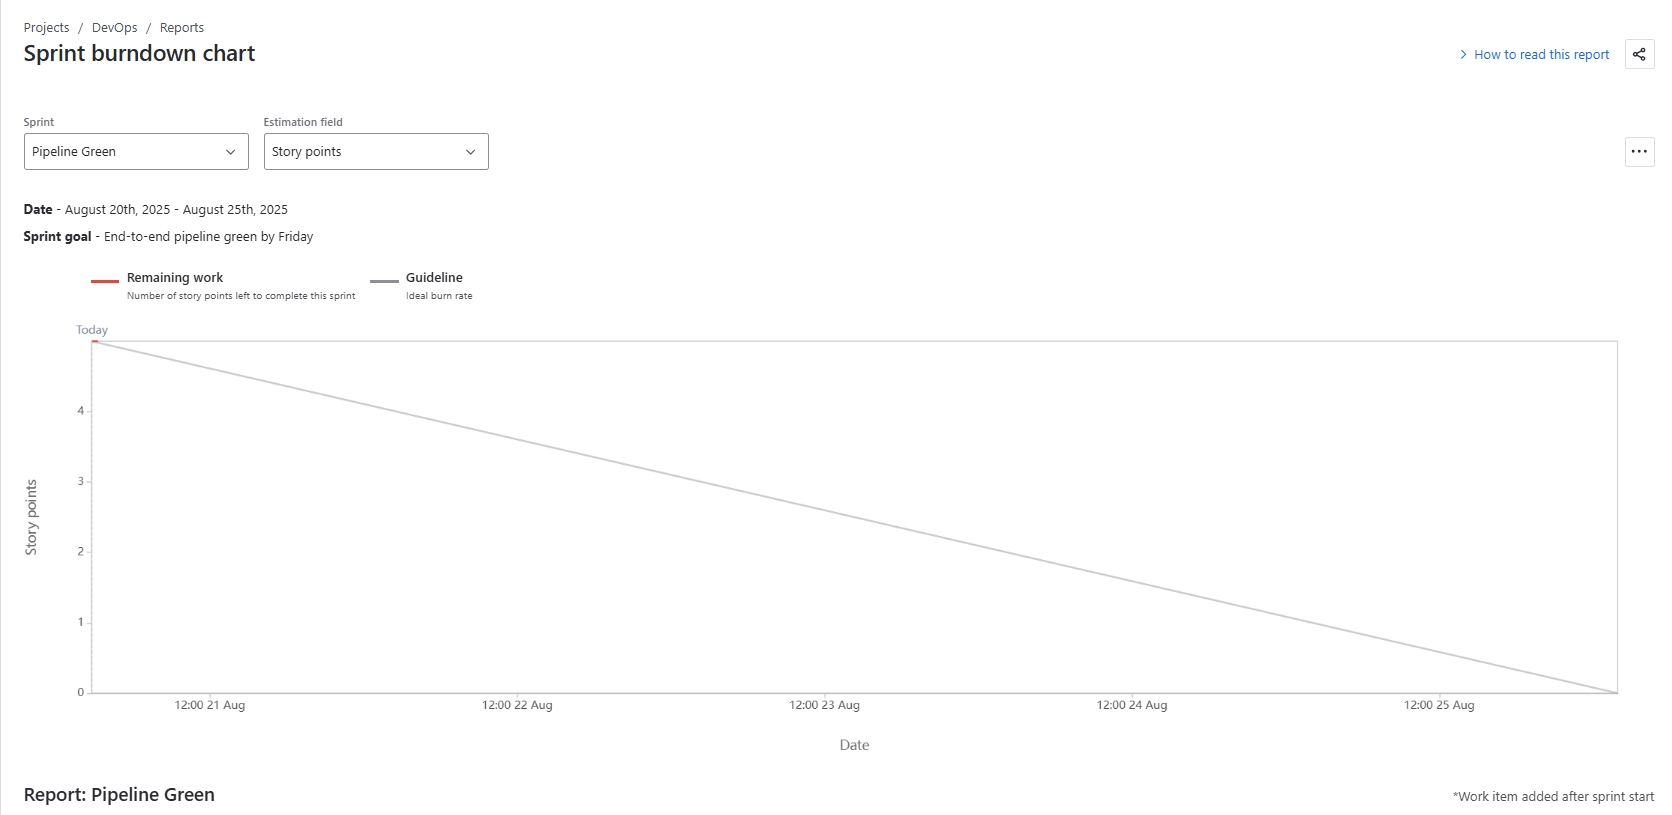 Projects / DevOps / Reports
Sprint burndown chart
How to read this report
Sprint
Estimation field
Pipeline Green
Story points
Date - August 20th, 2025 - August 25th, 2025
Sprint goal - End-to-end pipeline green by Friday
Remaining work
Number of story points left to complete this sprint
Guideline
Ideal burn rate
Today
4
3
2
1
0
Story points
12:00 21 Aug
12:00 22 Aug
12:00 23 Aug
12:00 24 Aug
12:00 25 Aug
Date
Report: Pipeline Green
*Work item added after sprint start